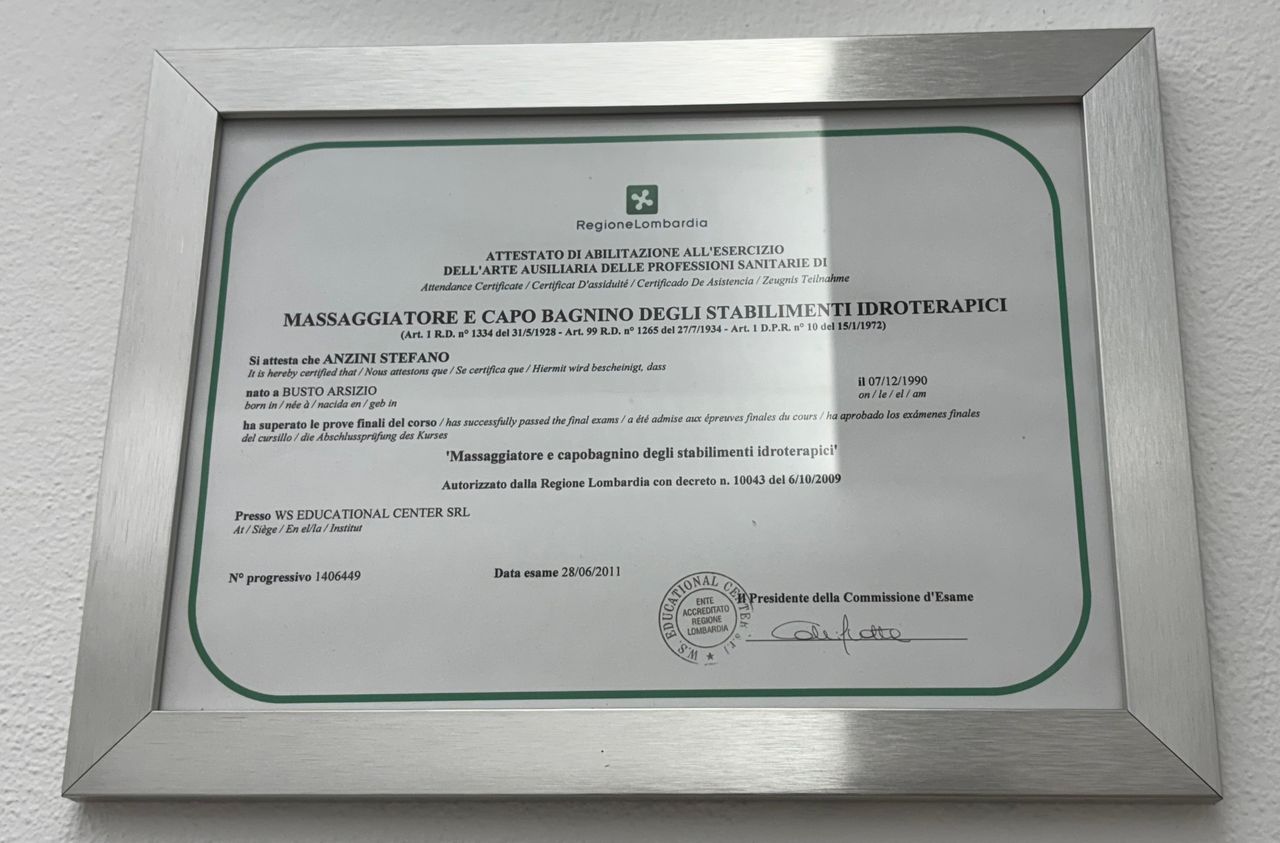 RegioneLombardia
ATTESTATO DI ABILITAZIONE ALL'ESERCIZIO
DELL'ARTE AUSILIARIA DELLE PROFESSIONI SANITARIE DI
Attendance Certificate / Certificat D'assiduité / Certificado De Asistencia / Zeugnis Teilnahme
MASSAGGIATORE E CAPO BAGNINO DEGLI STABILIMENTI IDROTERAPICI
(Art. 1 R.D. n° 1334 del 31/5/1928 - Art. 99 R.D. n° 1265 del 27/7/1934 - Art. 1 D.P.R. n° 10 del 15/1/1972)
Si attesta che ANZINI STEFANO
It is hereby certified that / Nous attestons que / Se certifica que / Hiermit wird bescheinigt, dass
nato a BUSTO ARSIZIO il 07/12/1990
born in / née à / nacida en / geb in on / le / el / am
ha superato le prove finali del corso / has successfully passed the final exams / a été admise aux épreuves finales du cours / ha aprobado los exámenes finales
del cursillo / die Abschlussprüfung des Kurses
'Massaggiatore e capobagnino degli stabilimenti idroterapici'
Autorizzato dalla Regione Lombardia con decreto n. 10043 del 6/10/2009
Presso WS EDUCATIONAL CENTER SRL
At / Siège / En el/la / Institut
N° progressivo 1406449 Data esame 28/06/2011
Il Presidente della Commissione d'Esame
W.S. EDUCATIONAL CENTER s.r.l.
ENTE
ACCREDITATO
REGIONE
LOMBARDIA